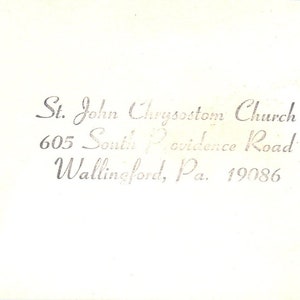 St. John Chrysostom Church
605 South Providence Road
Wallingford, Pa. 19086